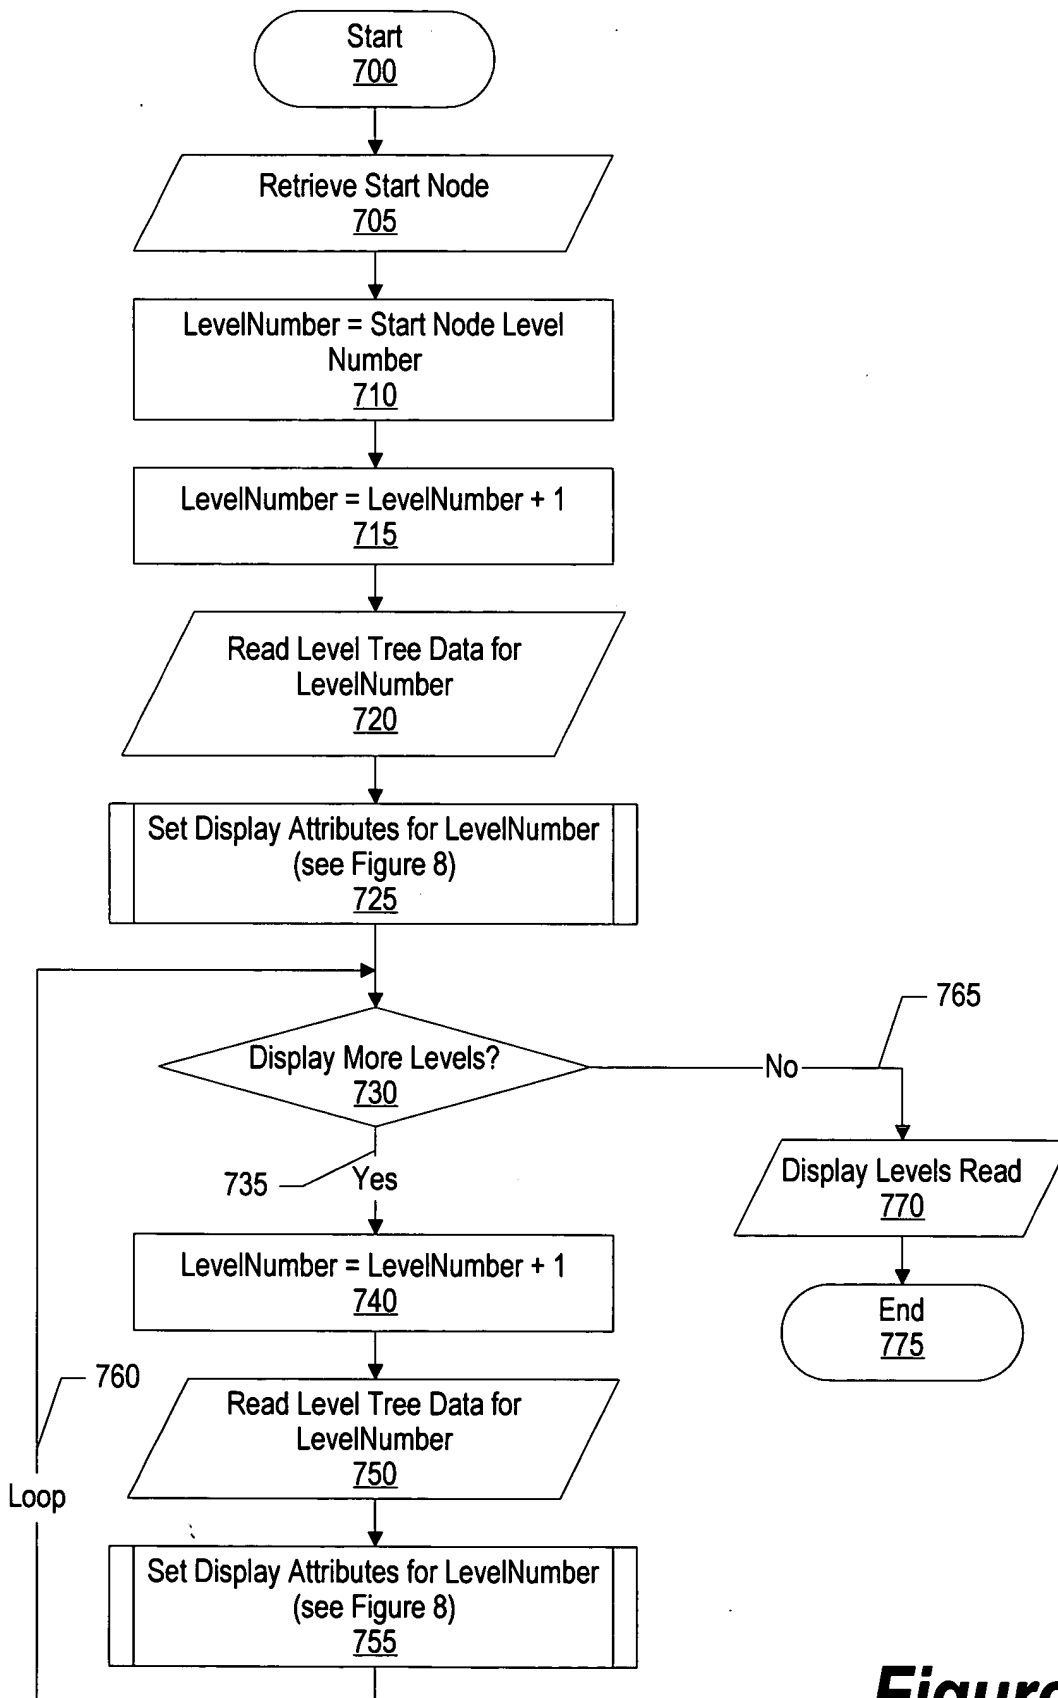 Start
700
Retrieve Start Node
705
LevelNumber = Start Node Level
Number
710
LevelNumber = LevelNumber + 1
715
Read Level Tree Data for
LevelNumber
720
Set Display Attributes for LevelNumber
(see Figure 8)
725
765
Display More Levels?
730
No
735
Yes
Display Levels Read
770
LevelNumber = LevelNumber + 1
740
End
775
760
Read Level Tree Data for
LevelNumber
750
Loop
Set Display Attributes for LevelNumber
(see Figure 8)
755
Figure